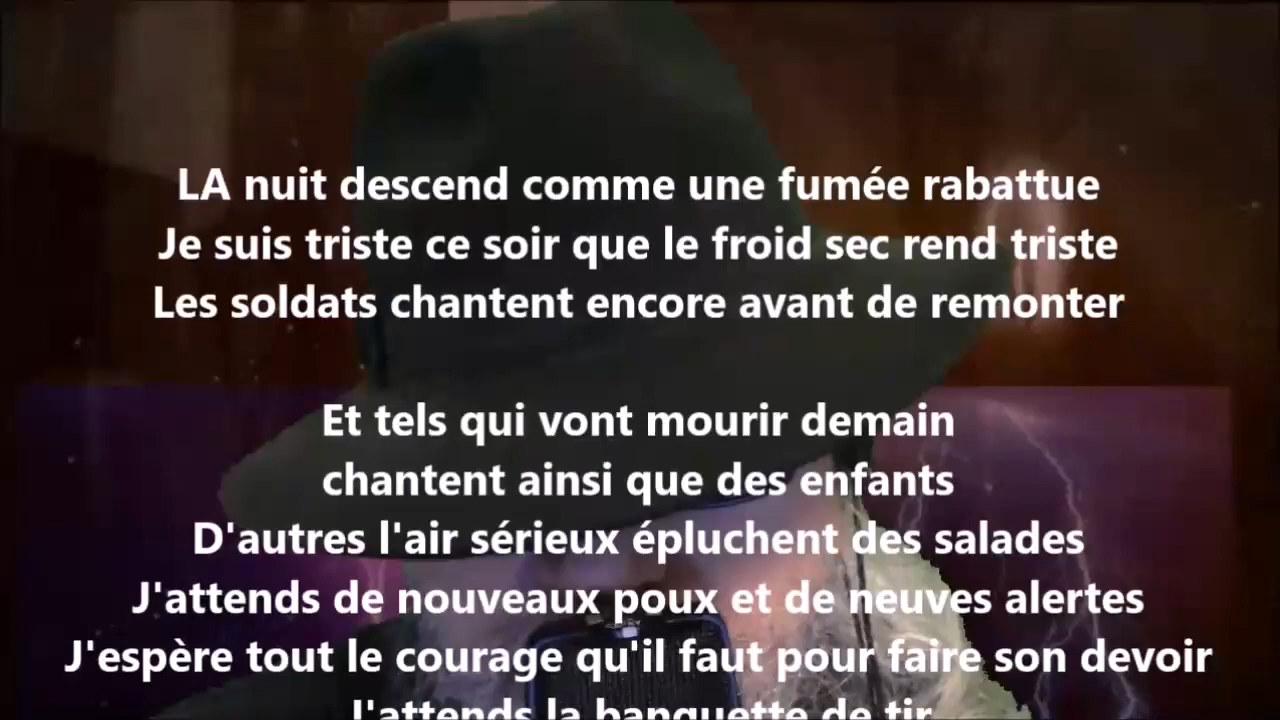 LA nuit descend comme une fumée rabattue
Je suis triste ce soir que le froid sec rend triste
Les soldats chantent encore avant de remonter
Et tels qui vont mourir demain
chantent ainsi que des enfants
D'autres l'air sérieux épluchent des salades
J'attends de nouveaux poux et de neuves alertes
J'espère tout le courage qu'il faut pour faire son devoir
J'attends la banquette de tir